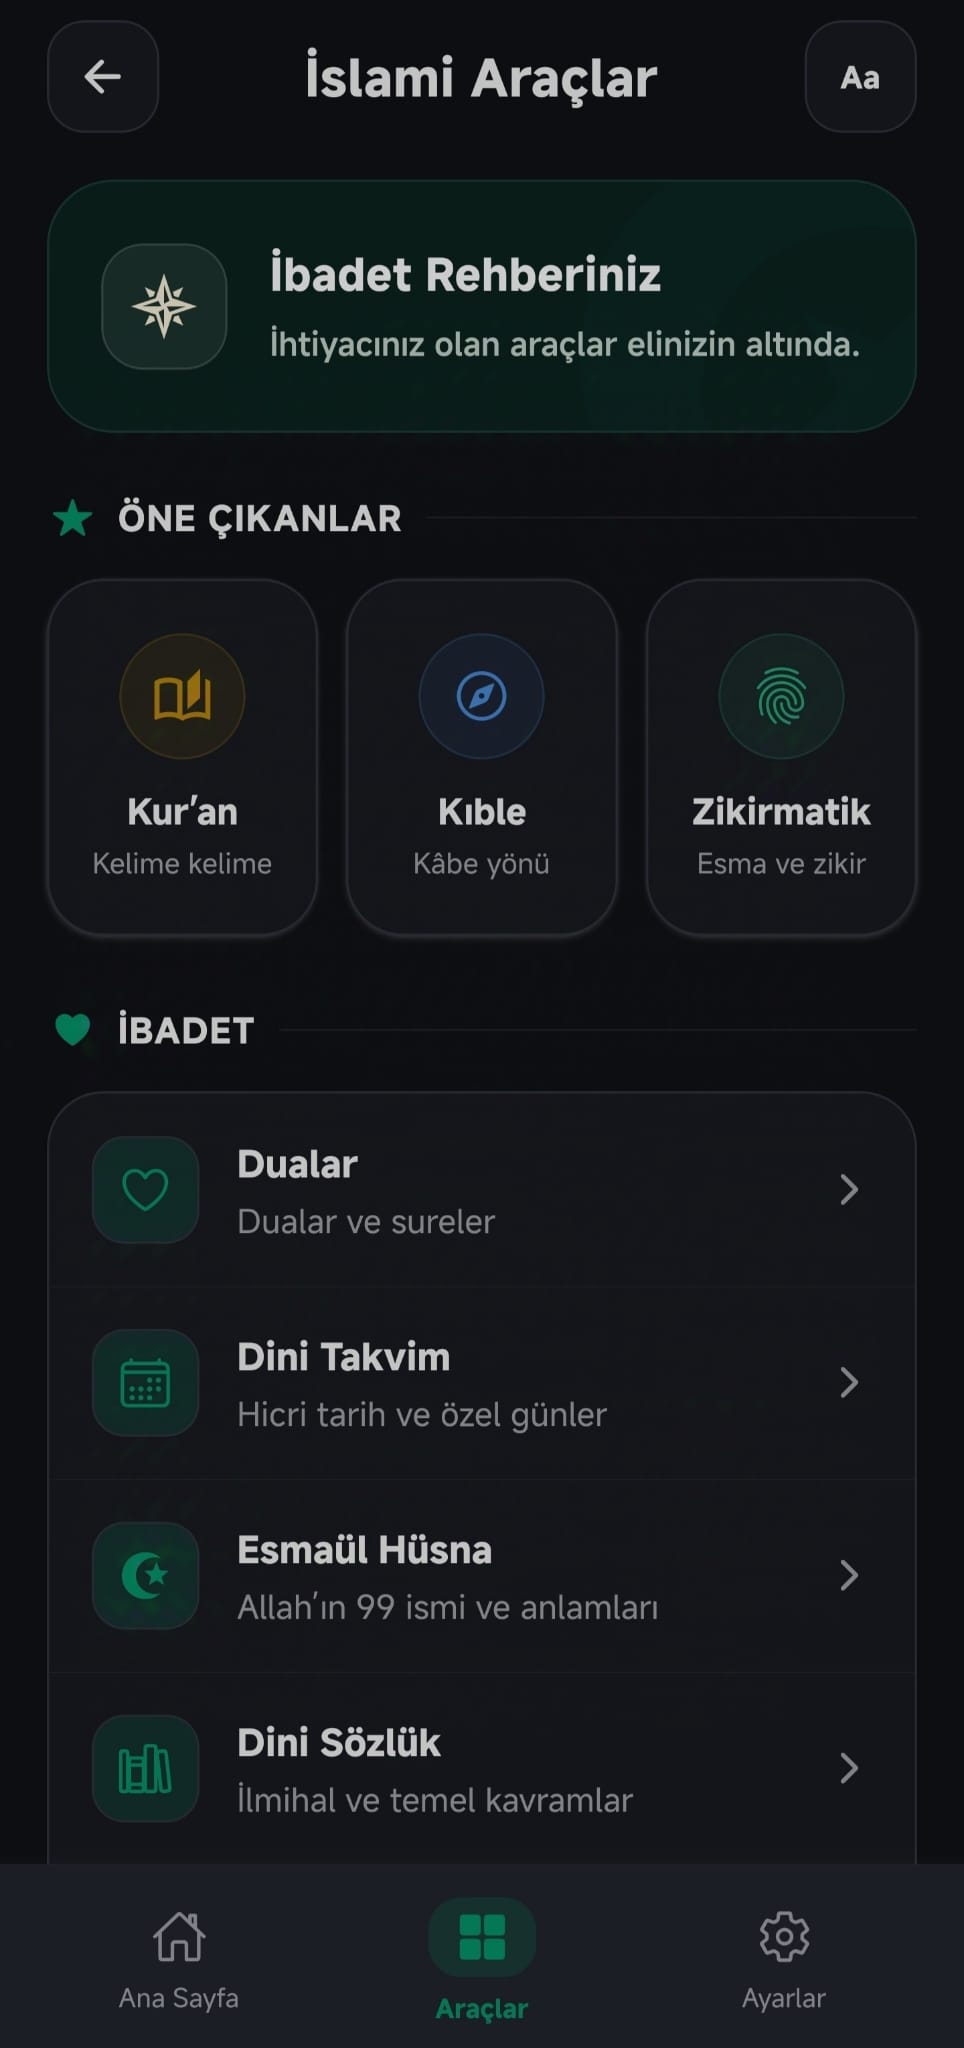 İslami Araçlar
Aa
İbadet Rehberiniz
İhtiyacınız olan araçlar elinizin altında.
ÖNE ÇIKANLAR
Kur'an
Kelime kelime
Kıble
Kâbe yönü
Zikirmatik
Esma ve zikir
İBADET
Dualar
Dualar ve sureler
Dini Takvim
Hicri tarih ve özel günler
Esmaül Hüsna
Allah'ın 99 ismi ve anlamları
Dini Sözlük
İlmihal ve temel kavramlar
Ana Sayfa
Araçlar
Ayarlar